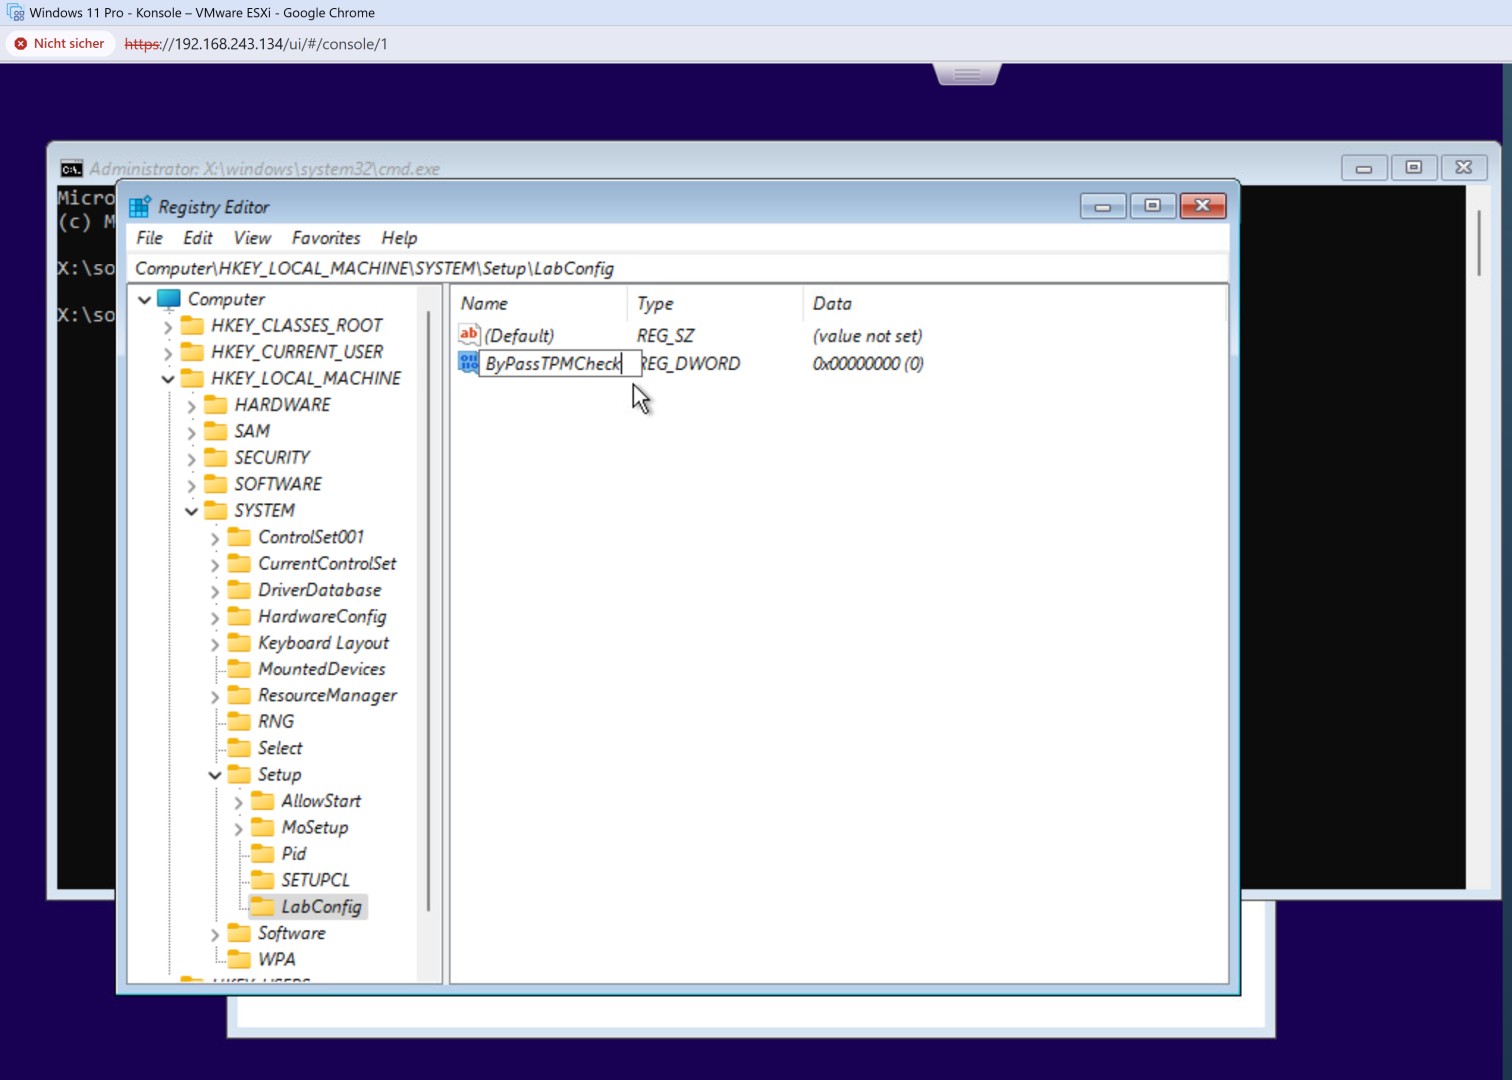 Windows 11 Pro - Konsole – VMware ESXi - Google Chrome
Nicht sicher https://192.168.243.134/ui/#/console/1
Administrator: X:\windows\system32\cmd.exe
Micro
(c) M
X:\so
X:\so
Registry Editor
File Edit View Favorites Help
Computer\HKEY_LOCAL_MACHINE\SYSTEM\Setup\LabConfig
Computer
HKEY_CLASSES_ROOT
HKEY_CURRENT_USER
HKEY_LOCAL_MACHINE
HARDWARE
SAM
SECURITY
SOFTWARE
SYSTEM
ControlSet001
CurrentControlSet
DriverDatabase
HardwareConfig
Keyboard Layout
MountedDevices
ResourceManager
RNG
Select
Setup
AllowStart
MoSetup
Pid
SETUPCL
LabConfig
Software
WPA
Name Type Data
(Default) REG_SZ (value not set)
ByPassTPMCheck REG_DWORD 0x00000000 (0)